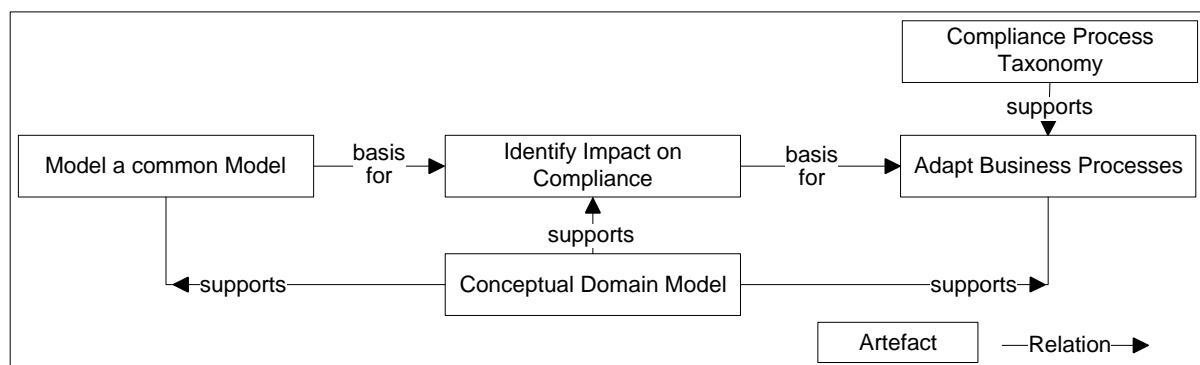 Compliance Process
Taxonomy
supports
Model a common Model
basis
for
Identify Impact on
Compliance
basis
for
Adapt Business Processes
supports
supports
Conceptual Domain Model
supports
Artefact
Relation